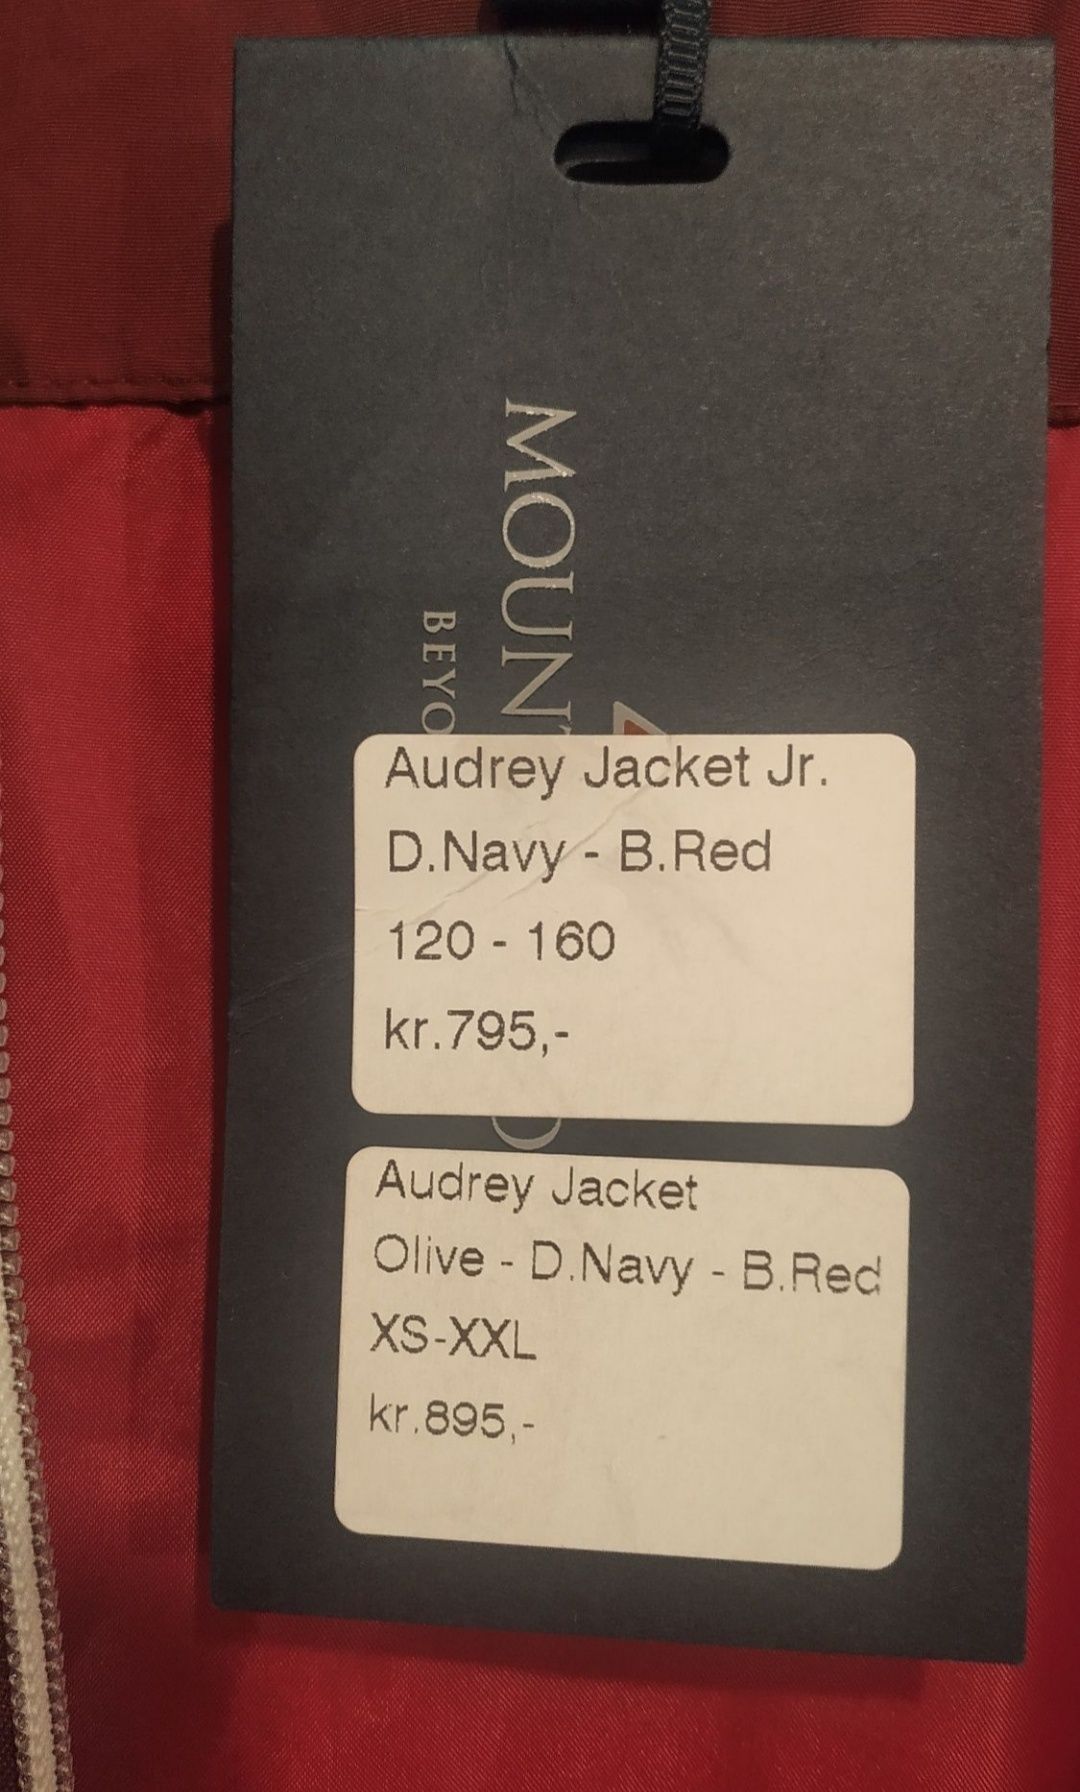 MOUN
BEYO
Audrey Jacket Jr.
D.Navy - B.Red
120 - 160
kr.795,-
Audrey Jacket
Olive - D.Navy - B.Red
XS-XXL
kr.895,-